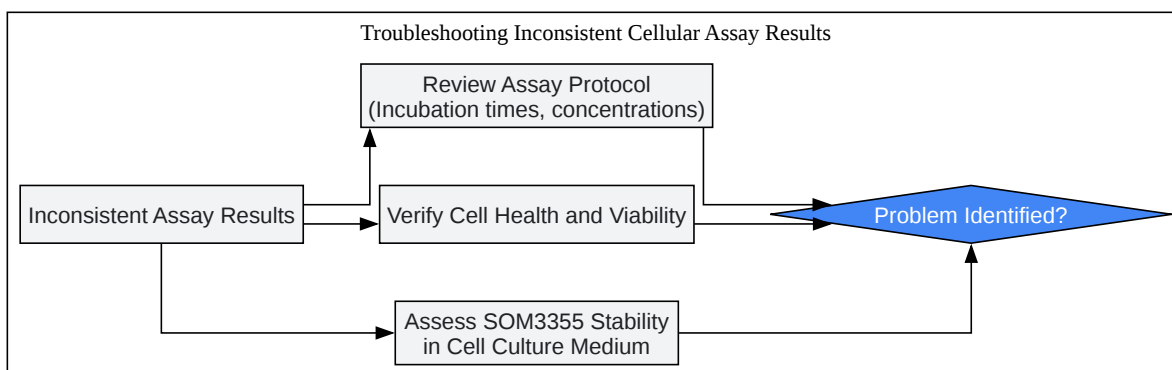 Troubleshooting Inconsistent Cellular Assay Results
Review Assay Protocol
(Incubation times, concentrations)
Inconsistent Assay Results
Verify Cell Health and Viability
Problem Identified?
Assess SOM3355 Stability
in Cell Culture Medium